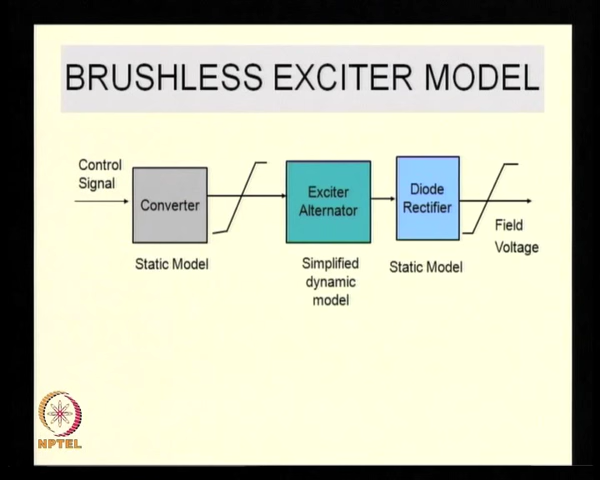 BRUSHLESS EXCITER MODEL
Control
Signal
Converter
Static Model
Exciter
Alternator
Simplified
dynamic
model
Diode
Rectifier
Static Model
Field
Voltage
NPTEL